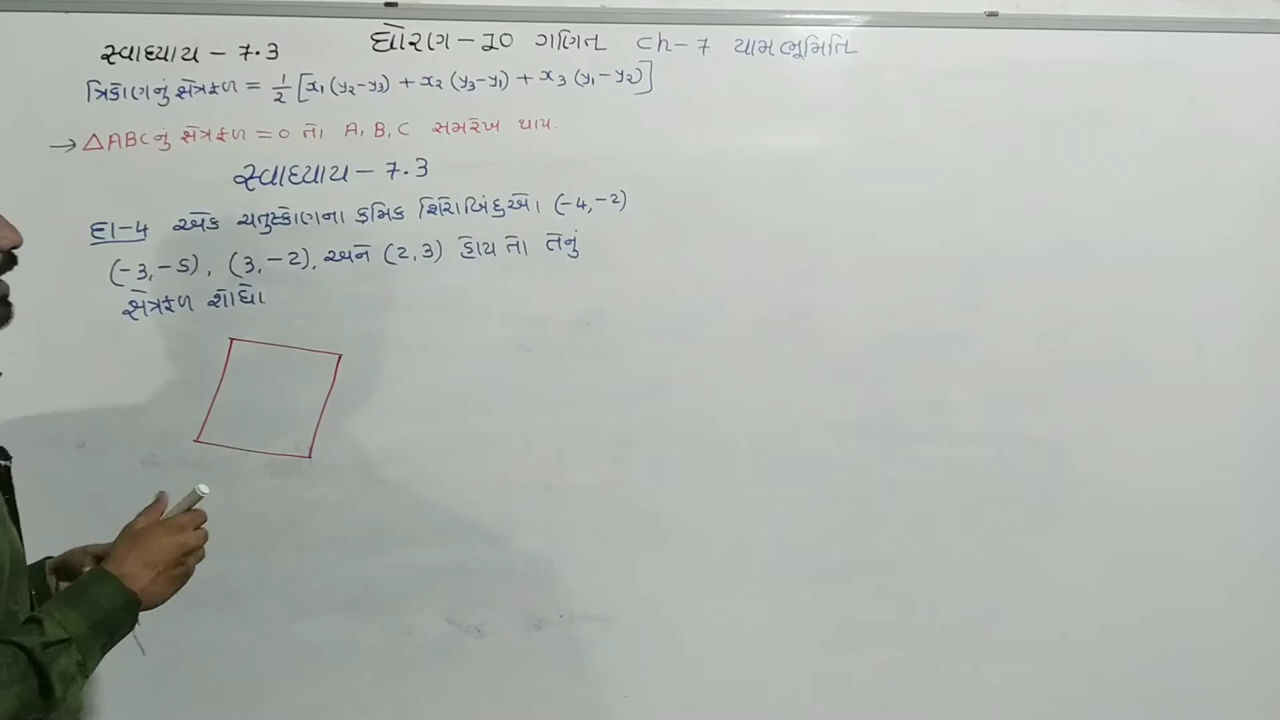 ધોરણ-10 ગણિત Ch-7 યામભૂમિતિ
સ્વાધ્યાય - 7.3
ત્રિકોણનું ક્ષેત્રફળ = 1/2 [x₁(y₂-y₃) + x₂(y₃-y₁) + x₃(y₁-y₂)]
→ △ABCનું ક્ષેત્રફળ = 0 તો A, B, C સમરેખ થાય.
સ્વાધ્યાય - 7.3
દા-4 એક ચતુષ્કોણના ક્રમિક શિરોબિંદુઓ (-4,-2)
(-3,-5), (3,-2), અને (2,3) હોય તો તેનું
ક્ષેત્રફળ શોધો